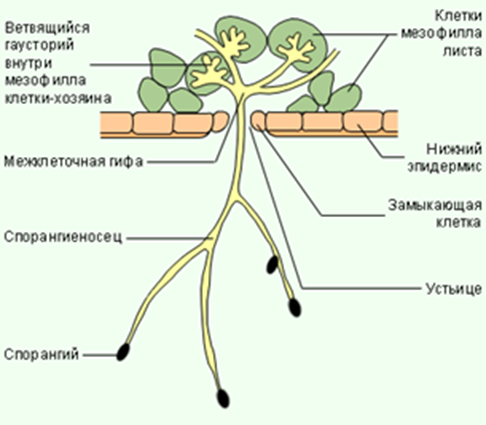 Ветвящийся
гаусторий
внутри
мезофилла
клетки-хозяина
Клетки
мезофилла
листа
Межклеточная гифа
Нижний
эпидермис
Замыкающая
клетка
Спорангиеносец
Устьице
Спорангий